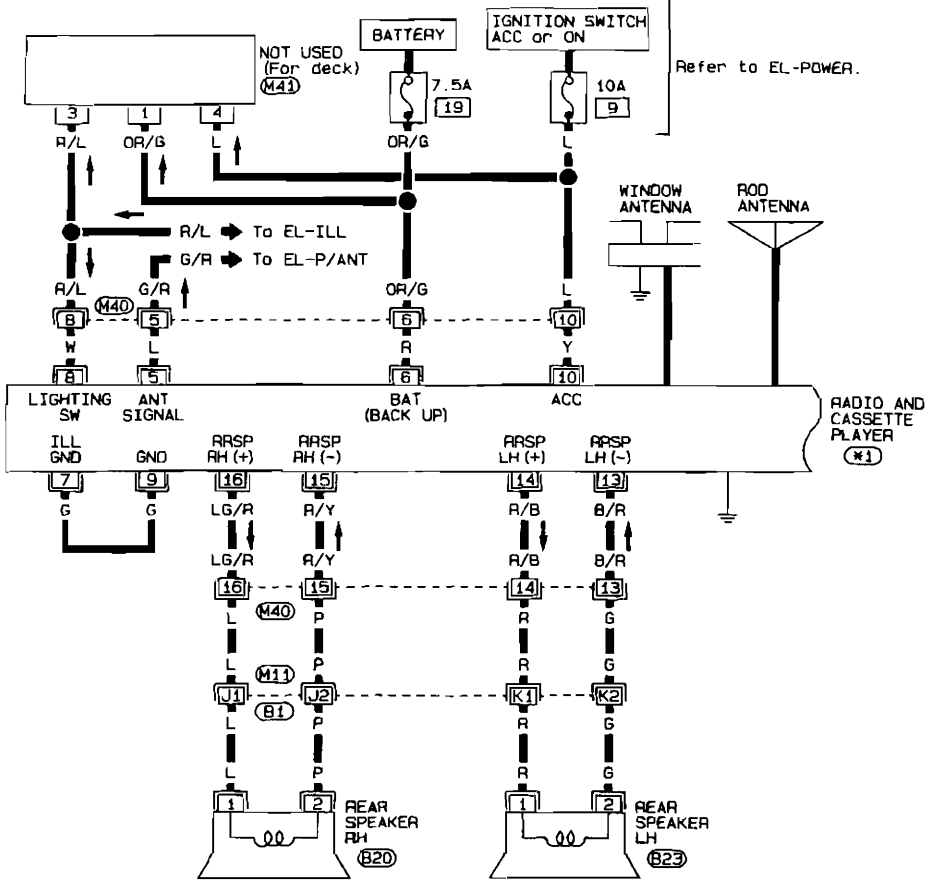 BATTERY
IGNITION SWITCH
ACC or ON
Refer to EL-POWER.
NOT USED
(For deck)
M41
7.5A
19
10A
9
3 1 4
R/L OR/G L OR/G L
WINDOW
ANTENNA
ROD
ANTENNA
R/L To EL-ILL
G/R To EL-P/ANT
R/L G/R OR/G L
M40
8 5 6 10
W L R Y
8 5 6 10
LIGHTING
SW
ANT
SIGNAL
BAT
(BACK UP)
ACC
RADIO AND
CASSETTE
PLAYER
*1
ILL
GND
GND
RRSP
RH (+)
RRSP
RH (-)
RRSP
LH (+)
RRSP
LH (-)
7 9 16 15 14 13
G G LG/R R/Y R/B B/R
LG/R R/Y R/B B/R
16 15 14 13
M40
L P R G
L P R G
M11
J1 J2 K1 K2
B1
L P R G
L P R G
1 2 1 2
REAR
SPEAKER
RH
B20
REAR
SPEAKER
LH
B23